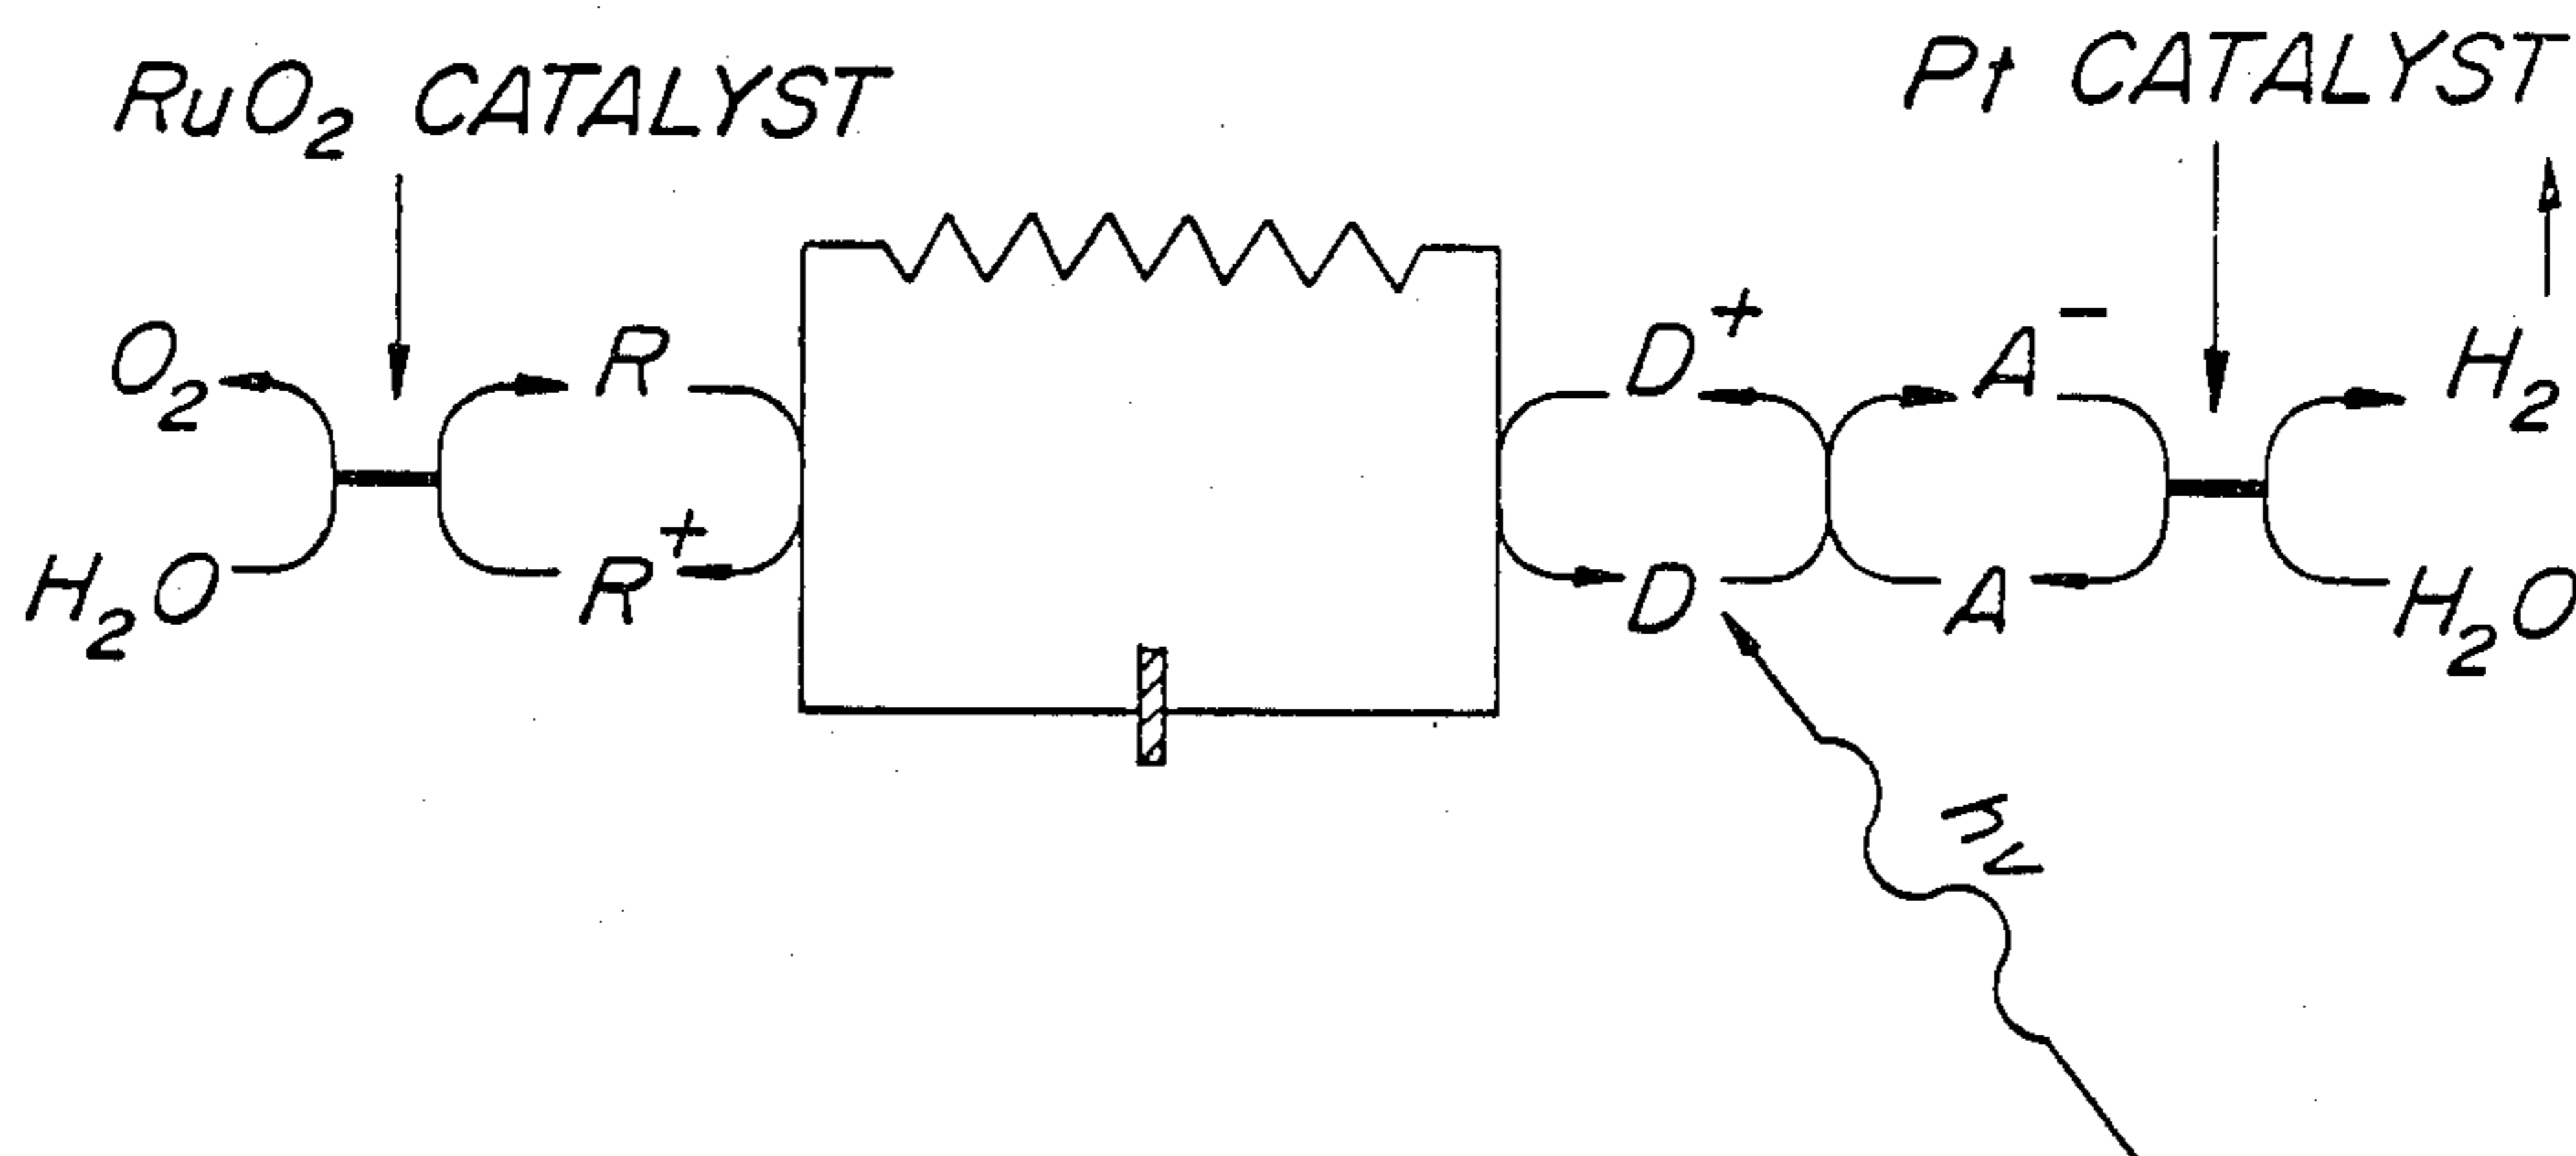 RuO₂ CATALYST
Pt CATALYST
O₂
R
D⁺
A⁻
H₂
H₂O
R⁺
D
A
H₂O
hν